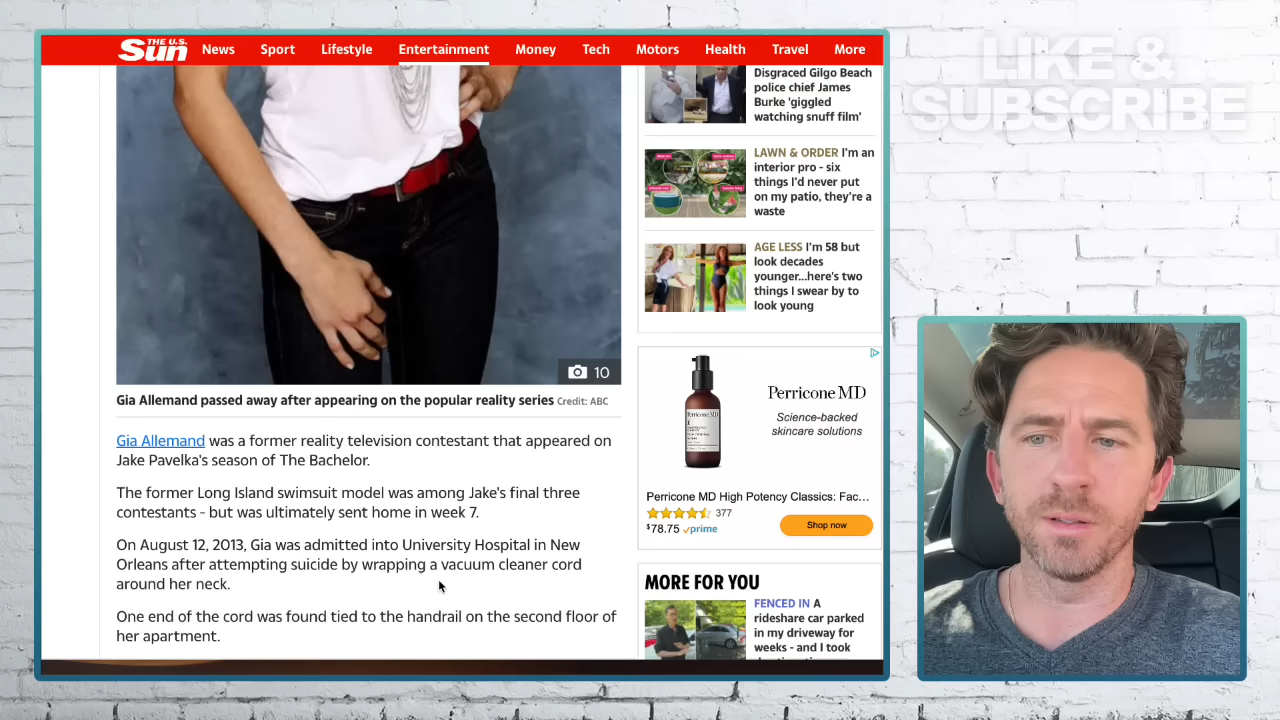 THE U.S.
Sun
News Sport Lifestyle Entertainment Money Tech Motors Health Travel More
LIKE &
SUBSCRIBE
10
Gia Allemand passed away after appearing on the popular reality series Credit: ABC
Gia Allemand was a former reality television contestant that appeared on
Jake Pavelka's season of The Bachelor.
The former Long Island swimsuit model was among Jake's final three
contestants - but was ultimately sent home in week 7.
On August 12, 2013, Gia was admitted into University Hospital in New
Orleans after attempting suicide by wrapping a vacuum cleaner cord
around her neck.
One end of the cord was found tied to the handrail on the second floor of
her apartment.
Disgraced Gilgo Beach
police chief James
Burke 'giggled
watching snuff film'
LAWN & ORDER I'm an
interior pro - six
things I'd never put
on my patio, they're a
waste
AGE LESS I'm 58 but
look decades
younger...here's two
things I swear by to
look young
Perricone MD
Science-backed
skincare solutions
Perricone MD
Perricone MD High Potency Classics: Fac...
377
$78.75 prime
Shop now
MORE FOR YOU
FENCED IN A
rideshare car parked
in my driveway for
weeks - and I took